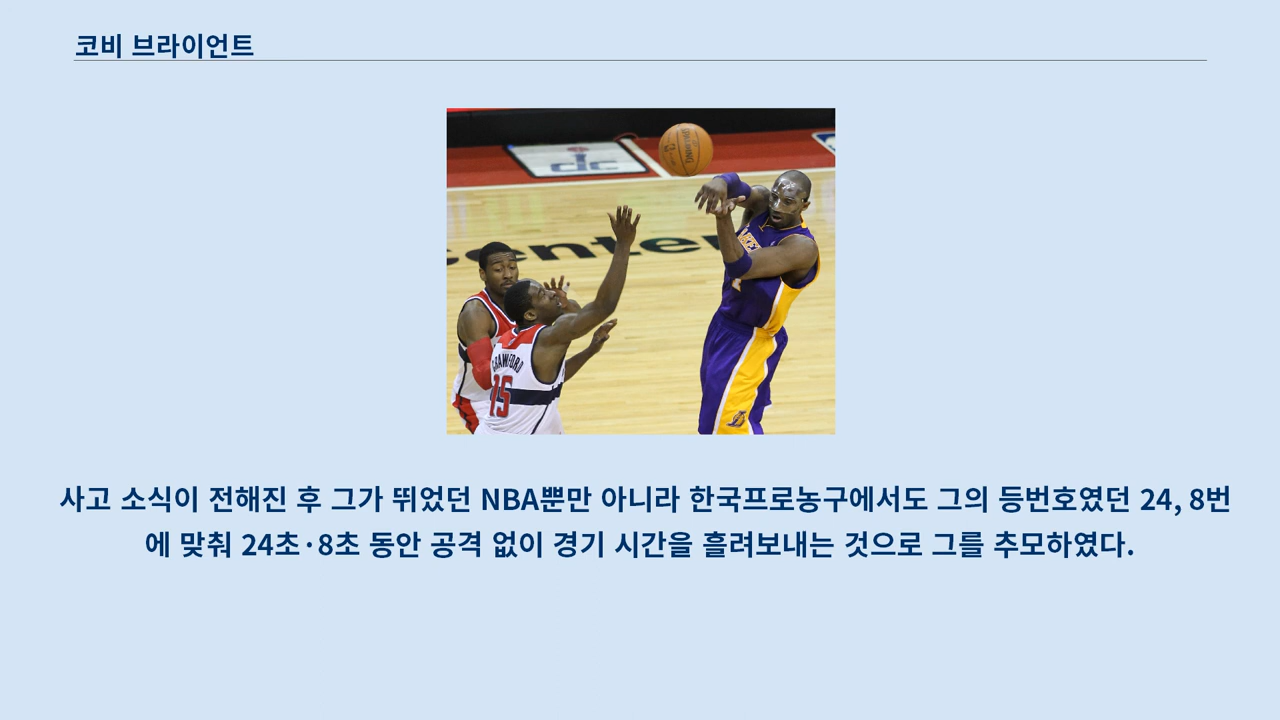 코비 브라이언트
dc
center
CRAWFORD
15
사고 소식이 전해진 후 그가 뛰었던 NBA뿐만 아니라 한국프로농구에서도 그의 등번호였던 24, 8번
에 맞춰 24초·8초 동안 공격 없이 경기 시간을 흘려보내는 것으로 그를 추모하였다.